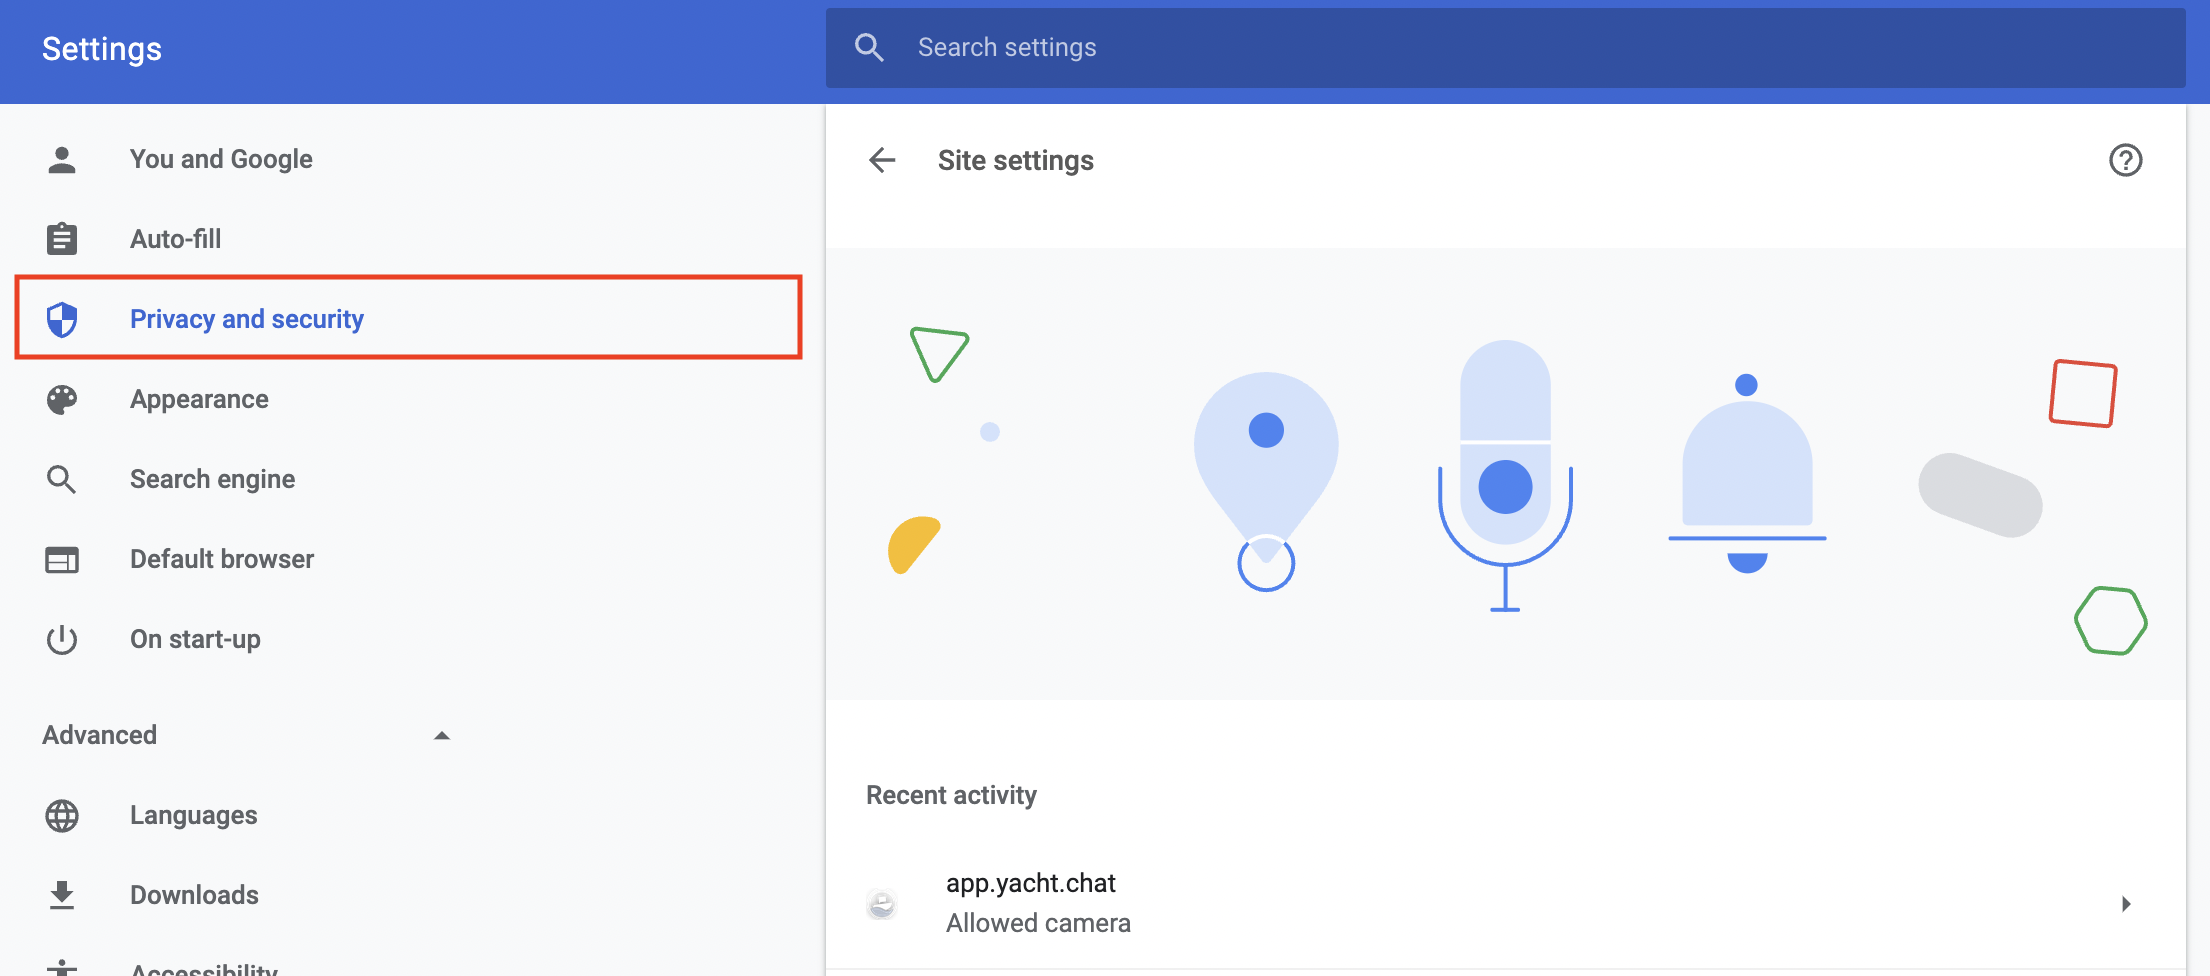 Settings
Search settings
You and Google
Auto-fill
Privacy and security
Appearance
Search engine
Default browser
On start-up
Advanced
Languages
Downloads
Accessibility
Site settings
Recent activity
app.yacht.chat
Allowed camera